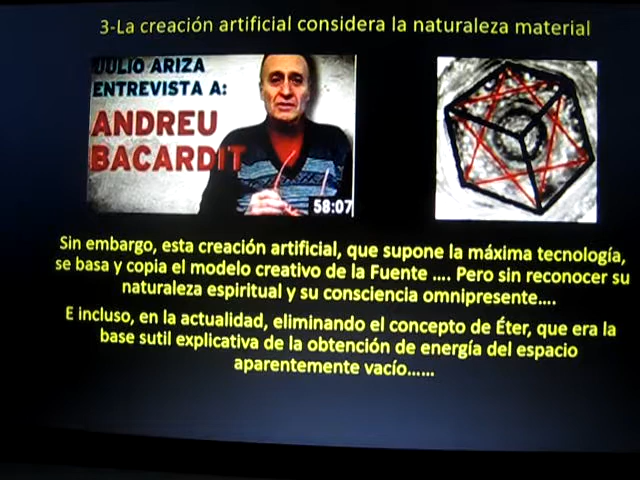 3-La creación artificial considera la naturaleza material
JULIO ARIZA
ENTREVISTA A:
ANDREU
BACARDIT
58:07
Sin embargo, esta creación artificial, que supone la máxima tecnología,
se basa y copia el modelo creativo de la Fuente .... Pero sin reconocer su
naturaleza espiritual y su consciencia omnipresente....
E incluso, en la actualidad, eliminando el concepto de Éter, que era la
base sutil explicativa de la obtención de energía del espacio
aparentemente vacío......